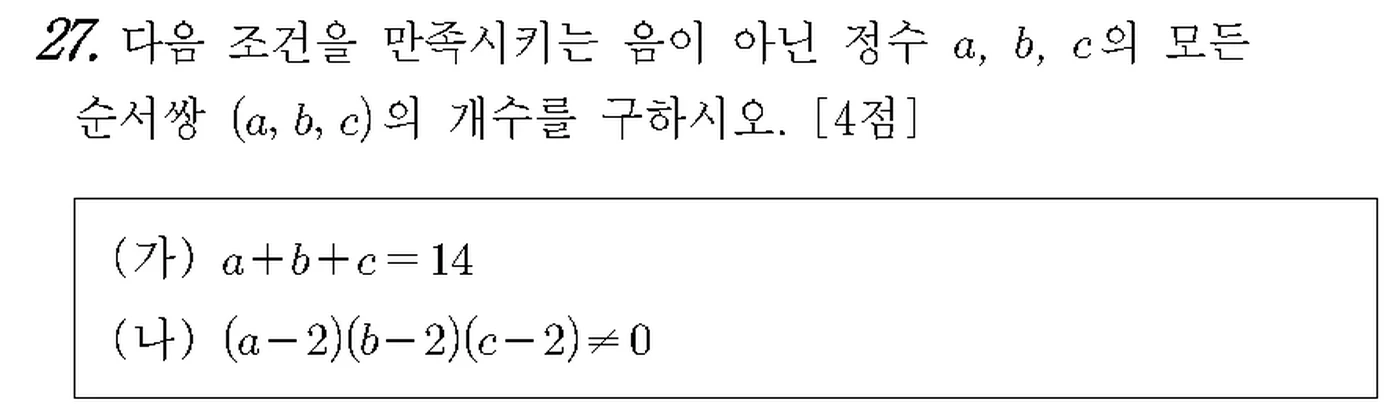 27. 다음 조건을 만족시키는 음이 아닌 정수 a, b, c의 모든
순서쌍 (a, b, c)의 개수를 구하시오. [4점]
(가) a+b+c=14
(나) (a-2)(b-2)(c-2)≠0